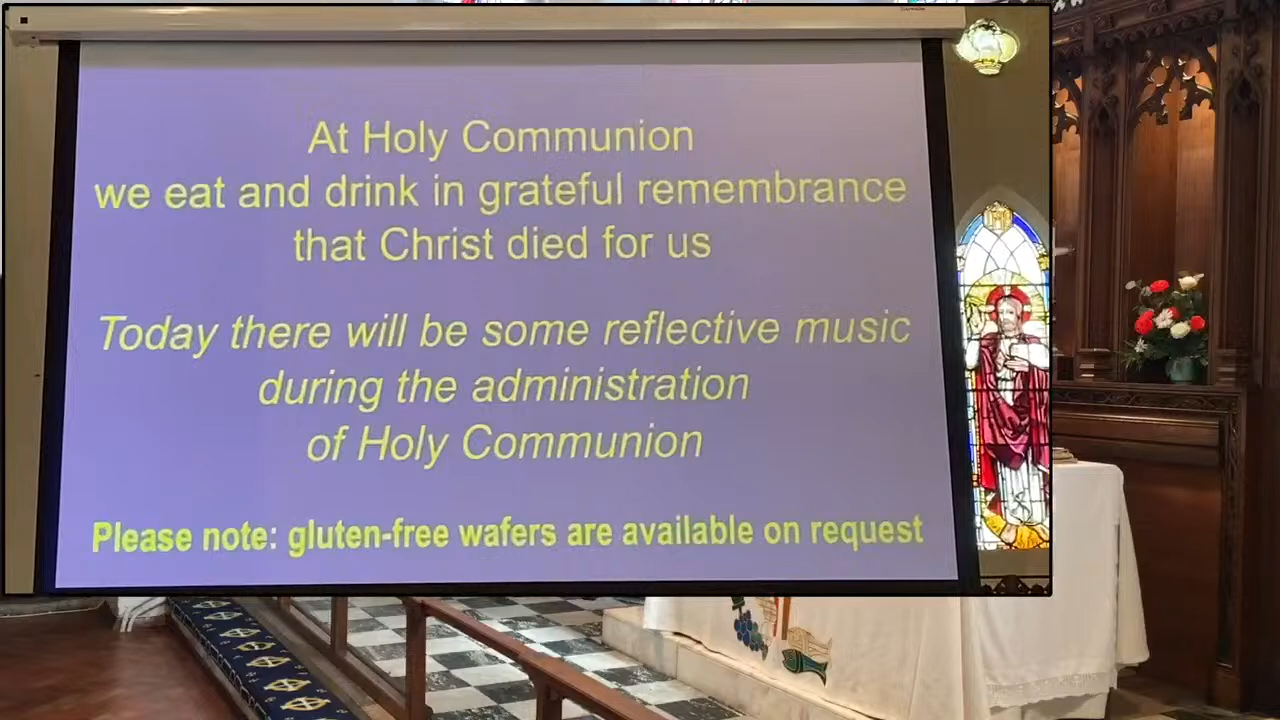 At Holy Communion
we eat and drink in grateful remembrance
that Christ died for us
Today there will be some reflective music
during the administration
of Holy Communion
Please note: gluten-free wafers are available on request